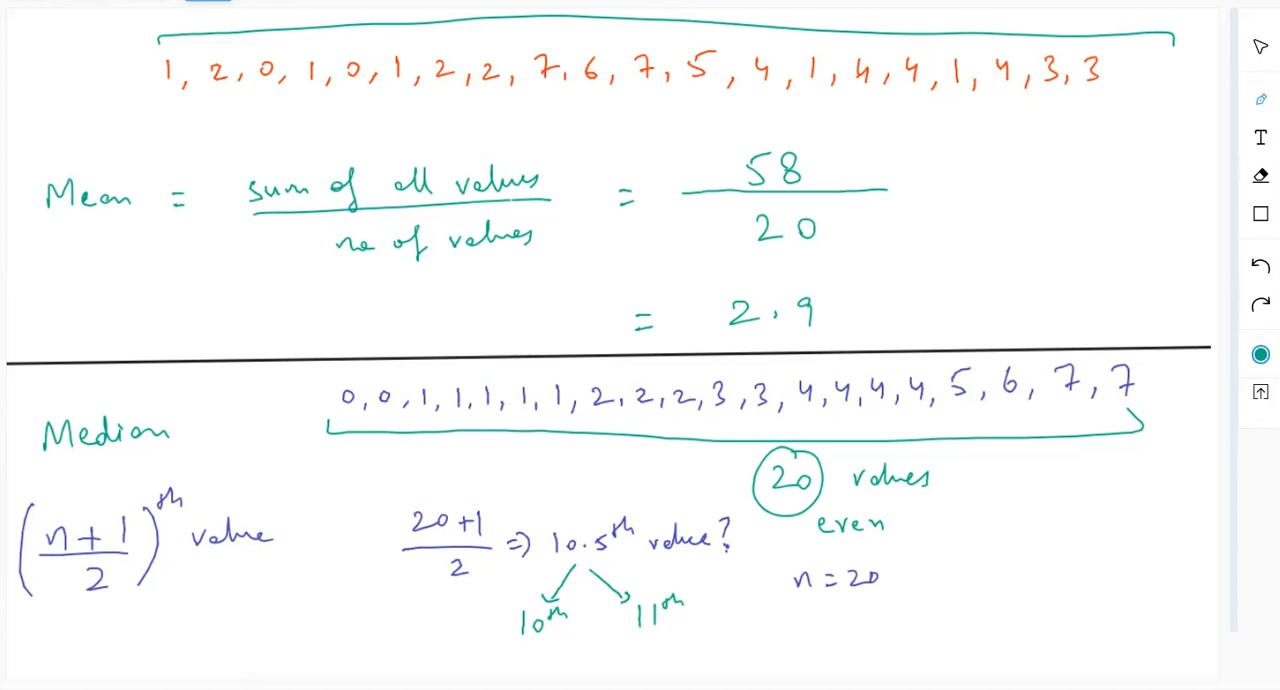 1, 2, 0, 1, 0, 1, 2, 2, 7, 6, 7, 5, 4, 1, 4, 4, 1, 4, 3, 3
Mean = sum of all values / no of values = 58 / 20
= 2.9
0, 0, 1, 1, 1, 1, 1, 2, 2, 2, 3, 3, 4, 4, 4, 4, 5, 6, 7, 7
Median
20 values
even
n = 20
(n+1 / 2)th value
20+1 / 2 => 10.5th value?
10th 11th
T